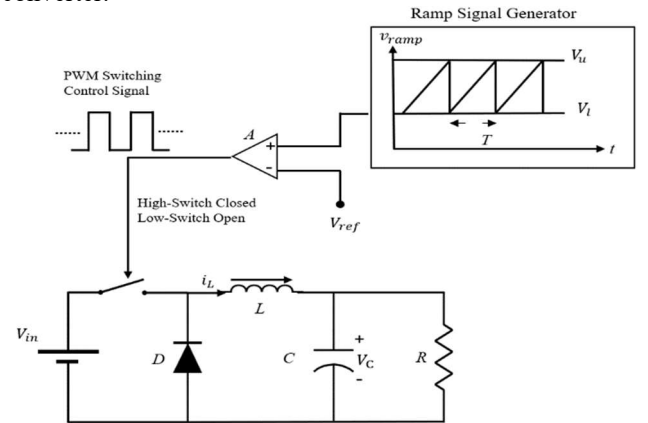 converter.
Ramp Signal Generator
v_ramp
V_u
V_l
T
t
PWM Switching
Control Signal
A
+
-
V_ref
High-Switch Closed
Low-Switch Open
i_L
L
V_in
D
C
+
V_C
-
R